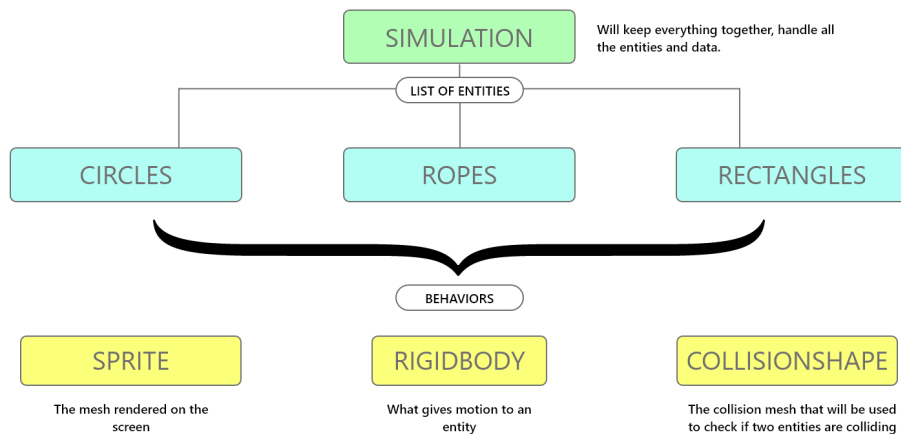 SIMULATION
Will keep everything together, handle all
the entities and data.
LIST OF ENTITIES
CIRCLES
ROPES
RECTANGLES
BEHAVIORS
SPRITE
RIGIDBODY
COLLISIONSHAPE
The mesh rendered on the
screen
What gives motion to an
entity
The collision mesh that will be used
to check if two entities are colliding